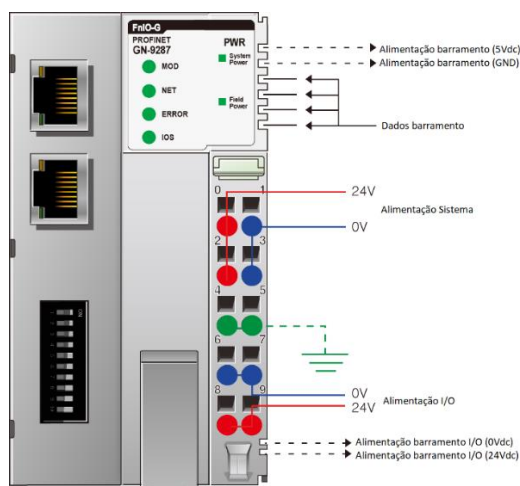 FnIO-G
PROFINET
GN-9287
PWR
System
Power
MOD
NET
ERROR
IOS
Field
Power
Alimentação barramento (5Vdc)
Alimentação barramento (GND)
Dados barramento
0 1
24V
Alimentação Sistema
0V
2 3
4 5
6 7
8 9
0V
24V
Alimentação I/O
Alimentação barramento I/O (0Vdc)
Alimentação barramento I/O (24Vdc)
ON